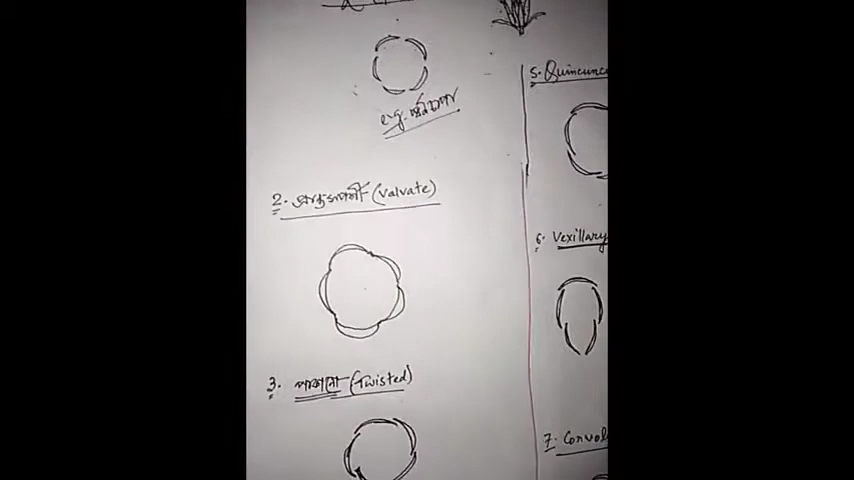 2. প্রান্তস্পর্শী (Valvate)
3. পাকানো (Twisted)
5. Quincunc
6. Vexillary
7. Convol